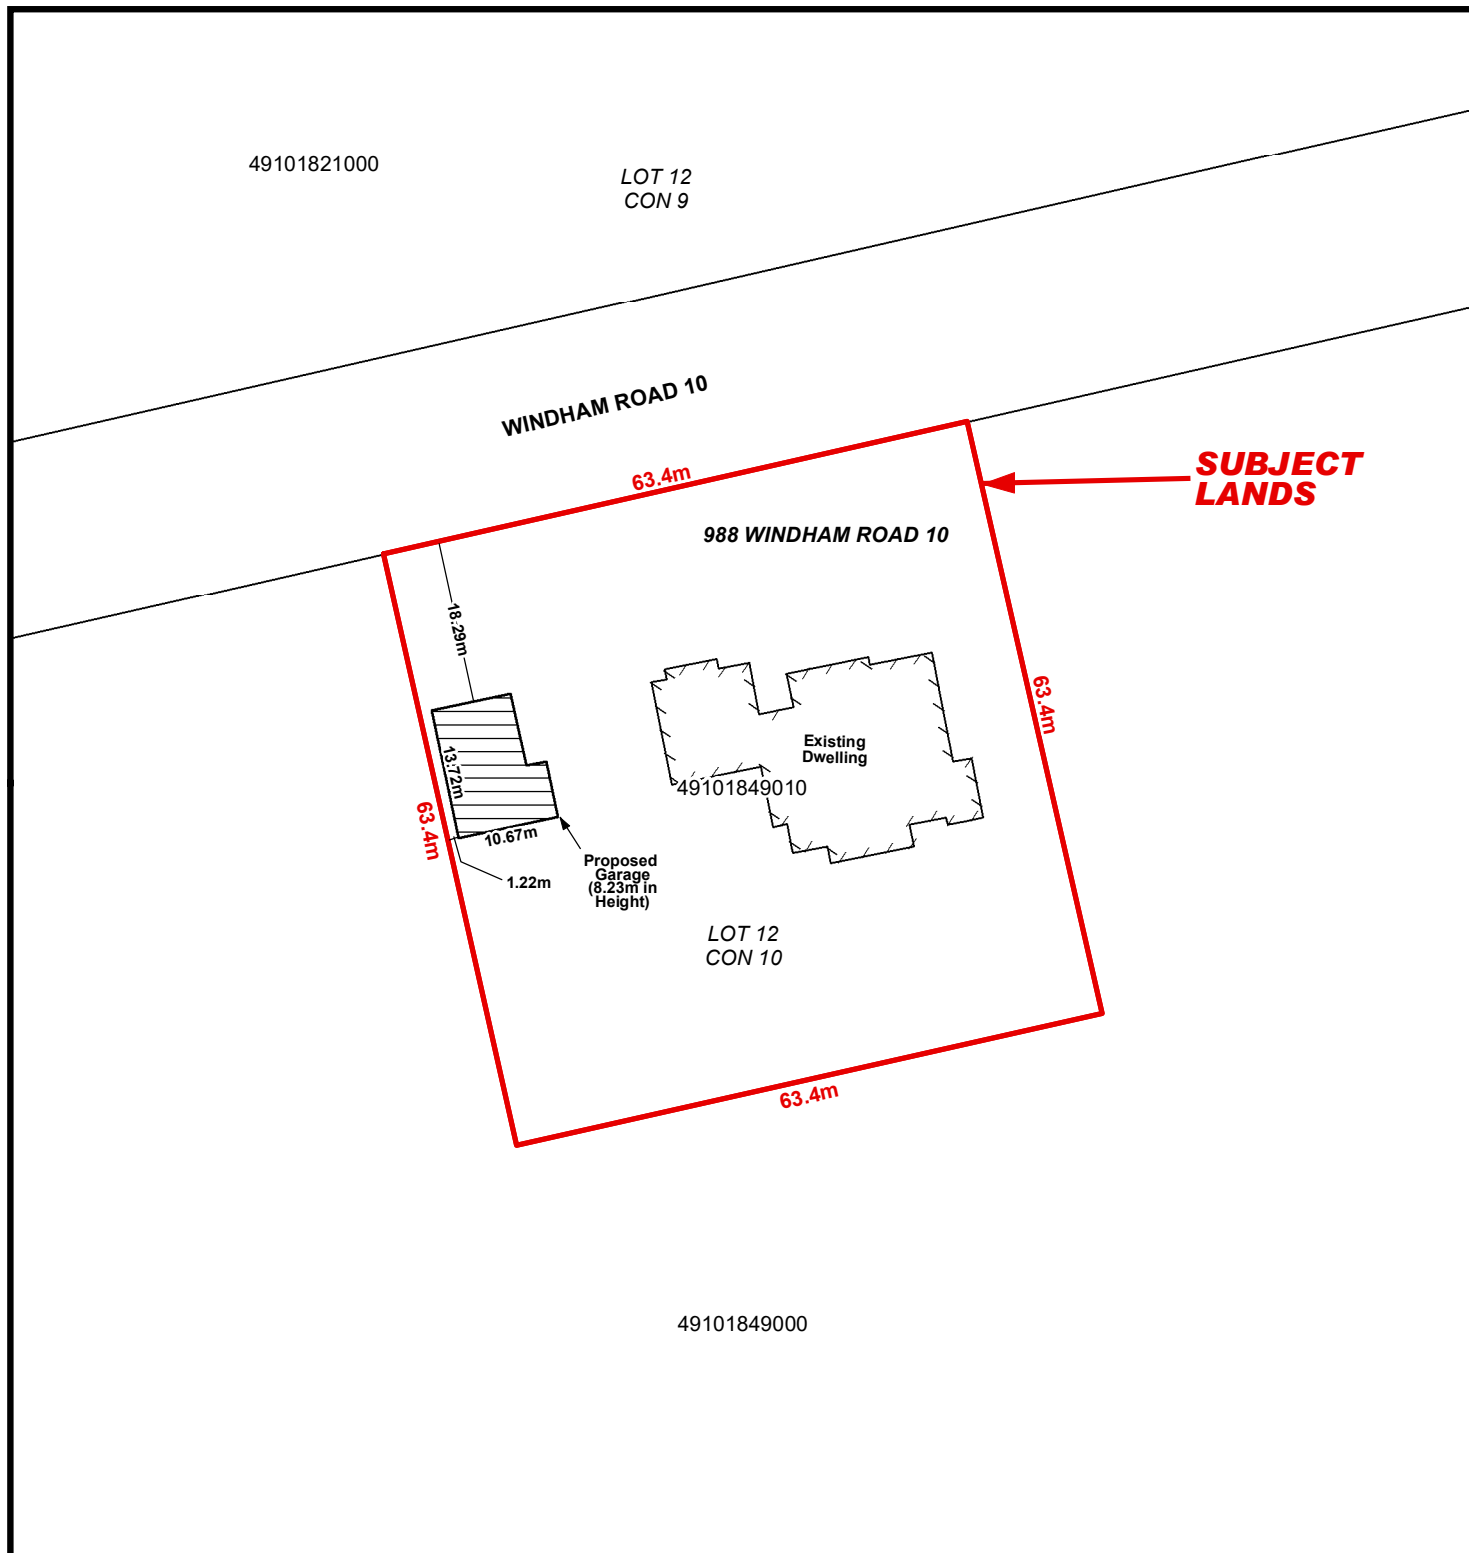 49101821000
LOT 12
CON 9
WINDHAM ROAD 10
63.4m
SUBJECT
LANDS
988 WINDHAM ROAD 10
18.29m
63.4m
Existing
Dwelling
13.72m
49101849010
63.4m
10.67m
Proposed
Garage
(8.23m in
Height)
1.22m
LOT 12
CON 10
63.4m
49101849000